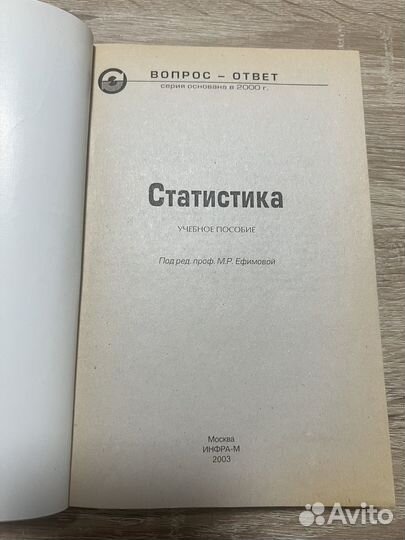 ВОПРОС – ОТВЕТ
серия основана в 2000 г.
Статистика
УЧЕБНОЕ ПОСОБИЕ
Под ред. проф. М.Р. Ефимовой
Москва
ИНФРА-М
2003
Avito